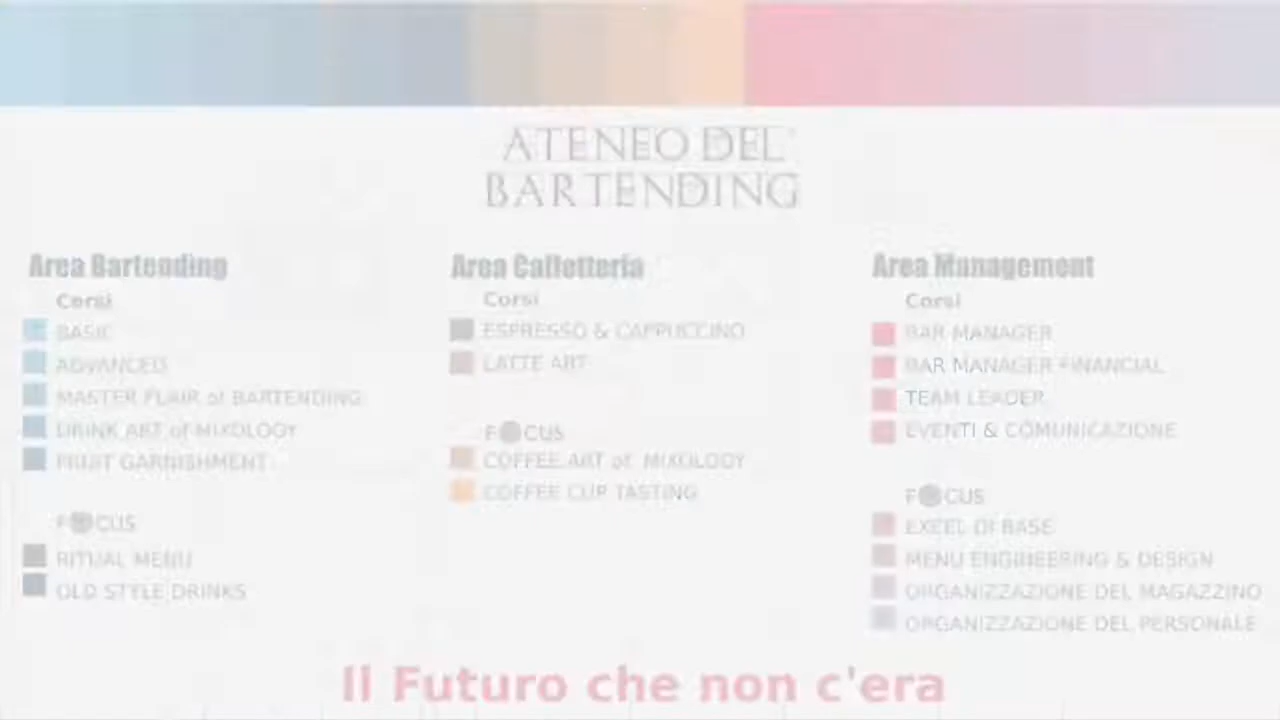 ATENEO DEL
BARTENDING
Area Bartending
Corsi
BASIC
ADVANCED
MASTER FLAIR of BARTENDING
DRINK ART of MIXOLOGY
FRUIT GARNISHMENT
FOCUS
RITUAL MENU
OLD STYLE DRINKS
Area Caffetteria
Corsi
ESPRESSO & CAPPUCCINO
LATTE ART
FOCUS
COFFEE ART of MIXOLOGY
COFFEE CUP TASTING
Area Management
Corsi
BAR MANAGER
BAR MANAGER FINANCIAL
TEAM LEADER
EVENTI & COMUNICAZIONE
FOCUS
EXCEL DI BASE
MENU ENGINEERING & DESIGN
ORGANIZZAZIONE DEL MAGAZZINO
ORGANIZZAZIONE DEL PERSONALE
Il Futuro che non c'era